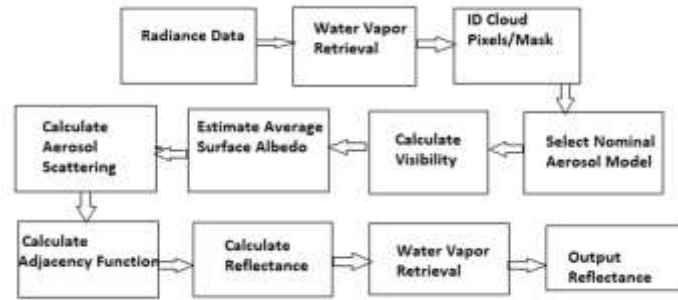 Radiance Data
Water Vapor
Retrieval
ID Cloud
Pixels/Mask
Select Nominal
Aerosol Model
Calculate
Visibility
Estimate Average
Surface Albedo
Calculate
Aerosol
Scattering
Calculate
Adjacency Function
Calculate
Reflectance
Water Vapor
Retrieval
Output
Reflectance